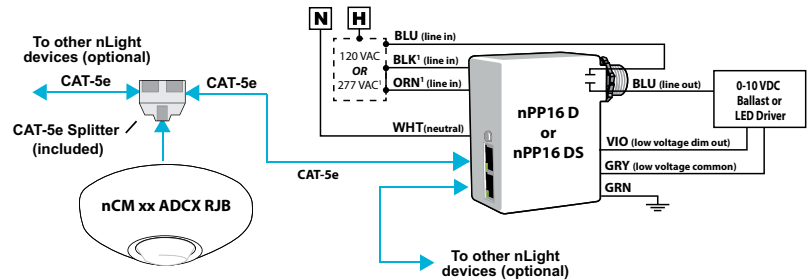 N
H
BLU (line in)
To other nLight
devices (optional)
CAT-5e
CAT-5e
120 VAC
OR
277 VAC¹
BLK¹ (line in)
ORN¹ (line in)
BLU (line out)
0-10 VDC
Ballast or
LED Driver
nPP16 D
or
nPP16 DS
CAT-5e Splitter
(included)
WHT(neutral)
VIO (low voltage dim out)
CAT-5e
GRY (low voltage common)
GRN
nCM xx ADCX RJB
To other nLight
devices (optional)